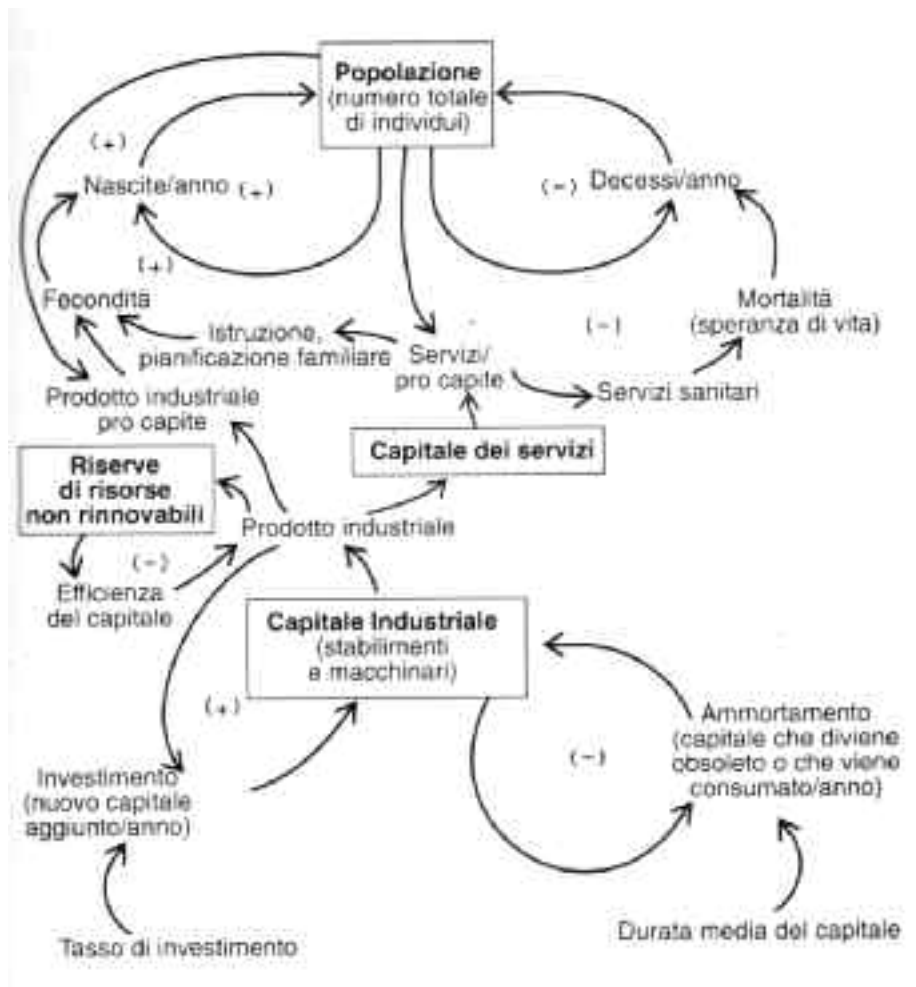 Popolazione
(numero totale
di individui)
(+)
Nascite/anno (+)
(-) Decessi/anno
(+)
Fecondità
Mortalità
(speranza di vita)
(-)
Istruzione,
pianificazione familiare
Servizi/
pro capite
Servizi sanitari
Prodotto industriale
pro capite
Capitale dei servizi
Riserve
di risorse
non rinnovabili
Prodotto industriale
(-)
Efficienza
del capitale
Capitale Industriale
(stabilimenti
e macchinari)
(+)
Ammortamento
(capitale che diviene
obsoleto o che viene
consumato/anno)
(-)
Investimento
(nuovo capitale
aggiunto/anno)
Tasso di investimento
Durata media del capitale